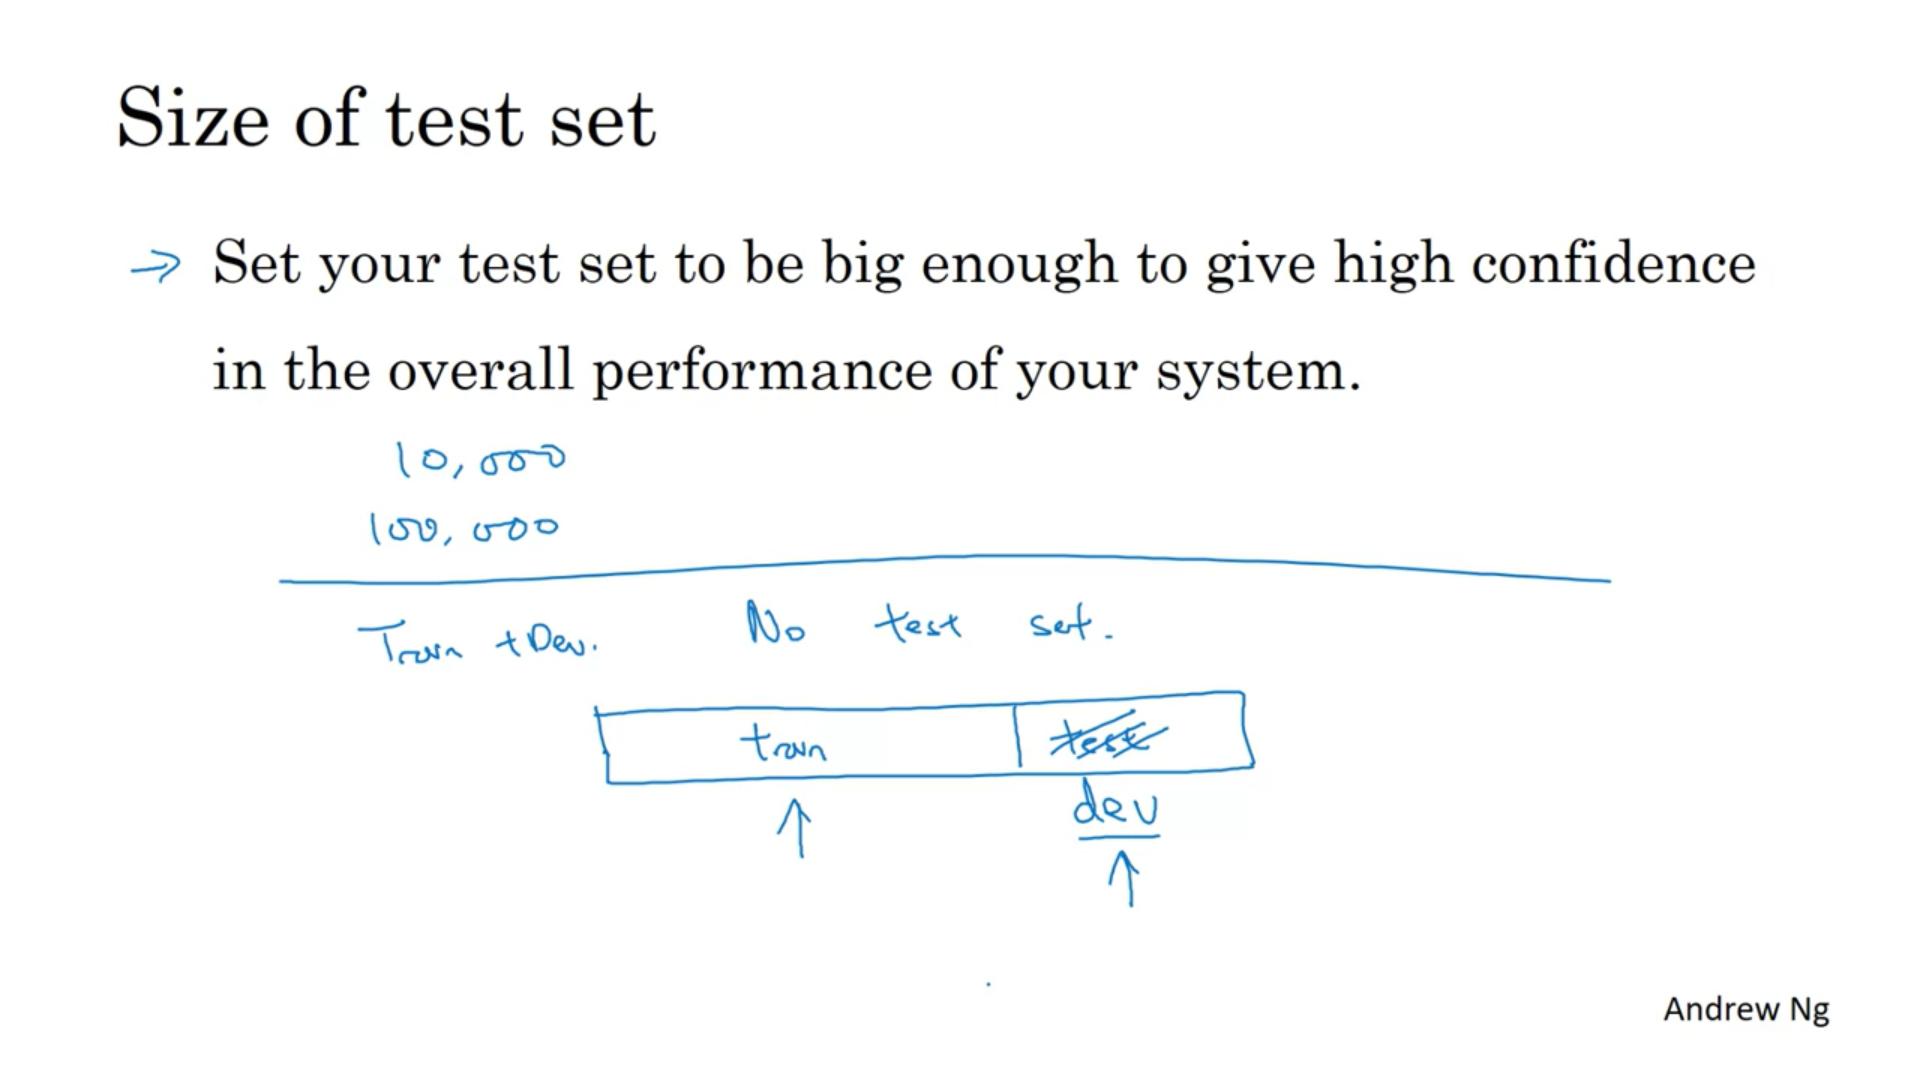 Size of test set
→ Set your test set to be big enough to give high confidence
in the overall performance of your system.
10,000
100,000
Train + Dev. No test set.
train test
dev
Andrew Ng